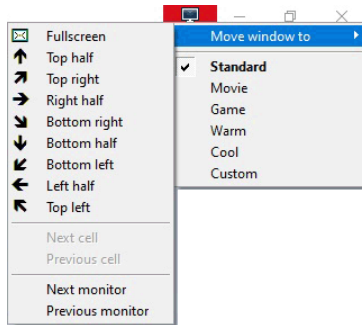 Move window to
Standard
Movie
Game
Warm
Cool
Custom
Fullscreen
Top half
Top right
Right half
Bottom right
Bottom half
Bottom left
Left half
Top left
Next cell
Previous cell
Next monitor
Previous monitor